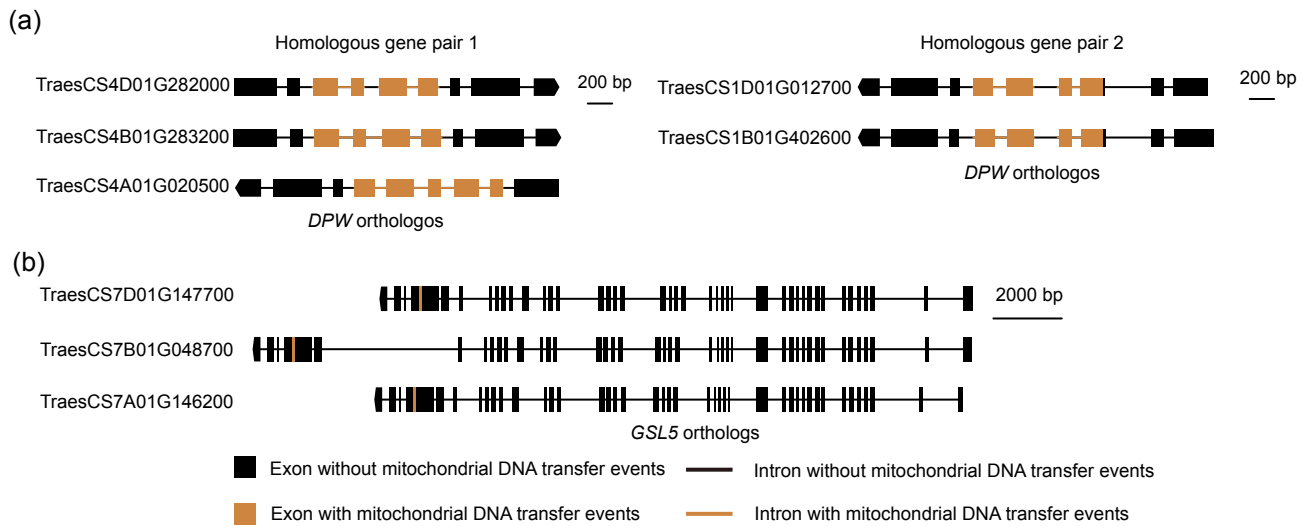 (a)
Homologous gene pair 1
Homologous gene pair 2
TraesCS4D01G282000
200 bp
TraesCS1D01G012700
200 bp
TraesCS4B01G283200
TraesCS1B01G402600
TraesCS4A01G020500
DPW orthologos
DPW orthologos
(b)
TraesCS7D01G147700
2000 bp
TraesCS7B01G048700
TraesCS7A01G146200
GSL5 orthologs
Exon without mitochondrial DNA transfer events
Intron without mitochondrial DNA transfer events
Exon with mitochondrial DNA transfer events
Intron with mitochondrial DNA transfer events